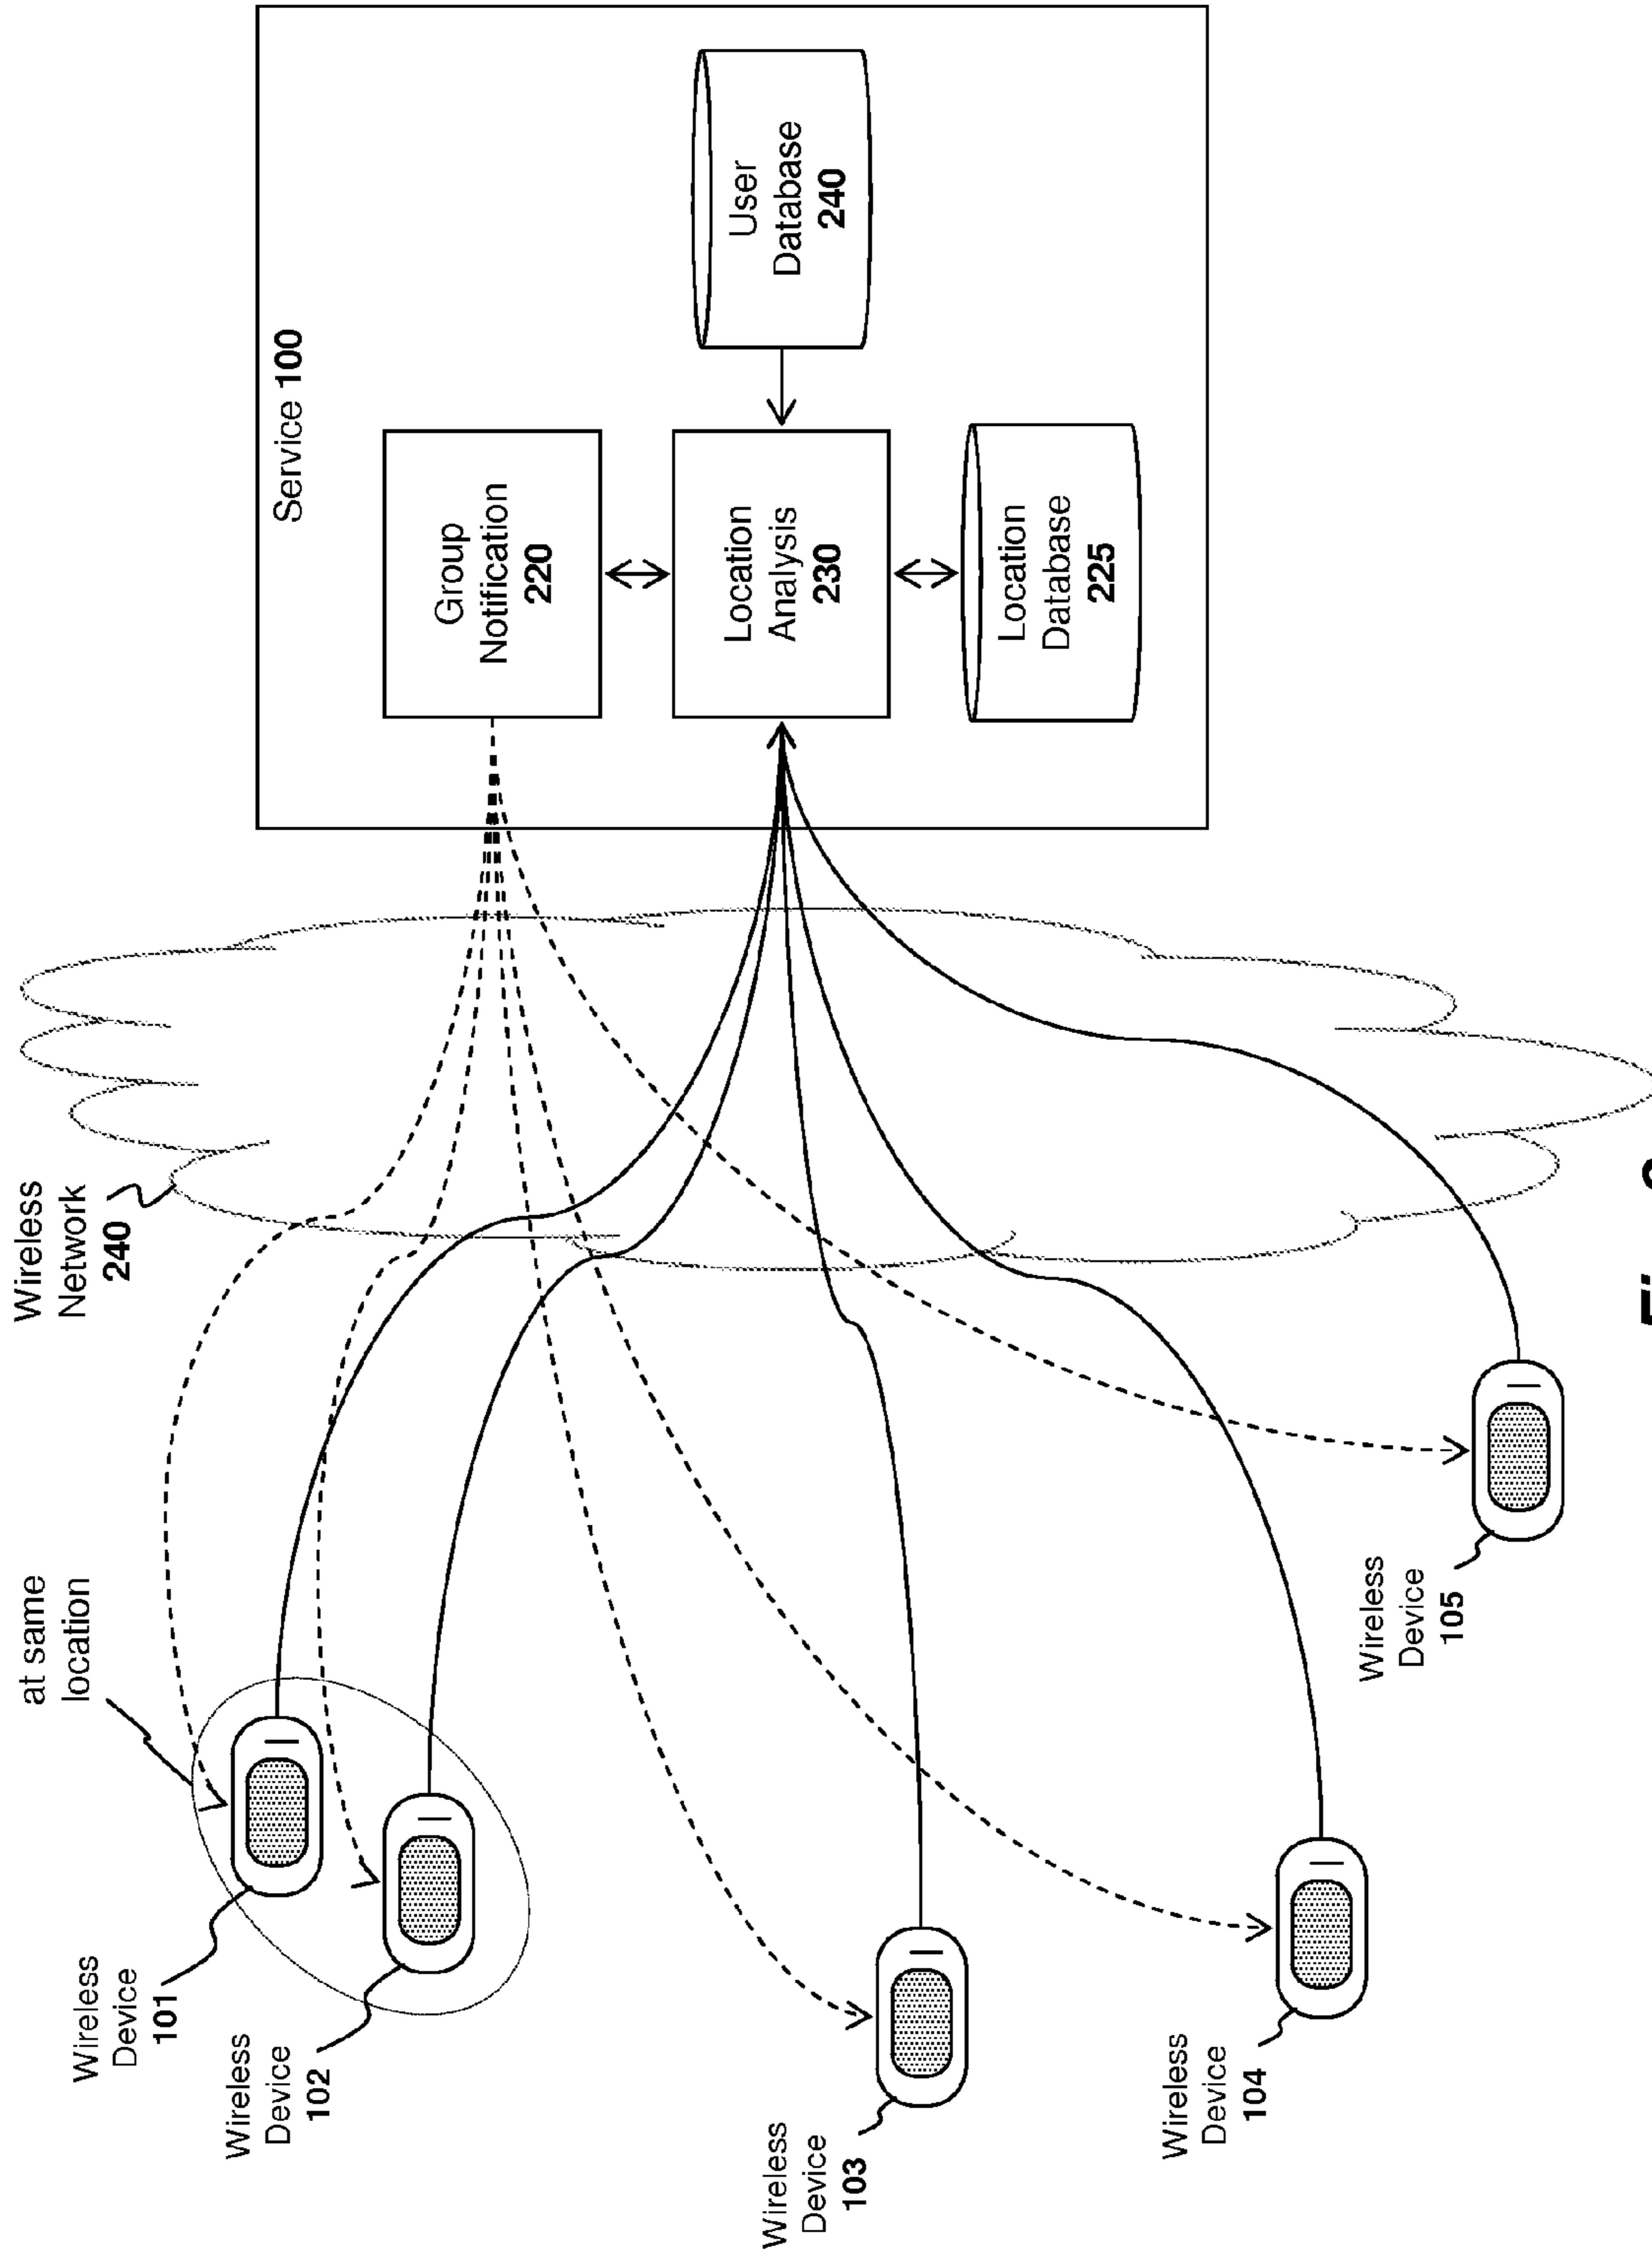 Wireless
Device
101
at same
location
Wireless
Network
240
Wireless
Device
102
Service 100
Group
Notification
220
Location
Analysis
230
User
Database
240
Wireless
Device
103
Location
Database
225
Wireless
Device
104
Wireless
Device
105